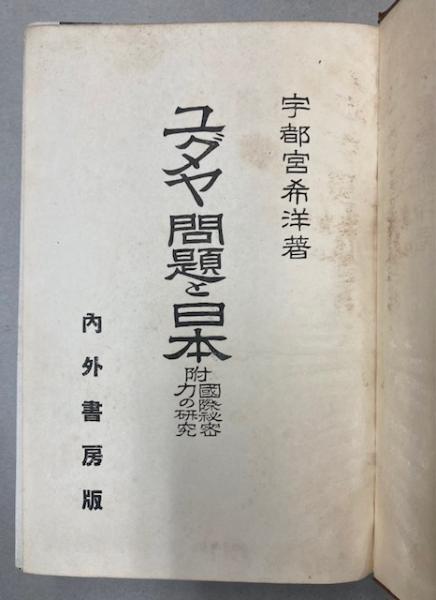 宇都宮希洋著
ユダヤ問題と日本
附 國際祕密
力の研究
內外書房版